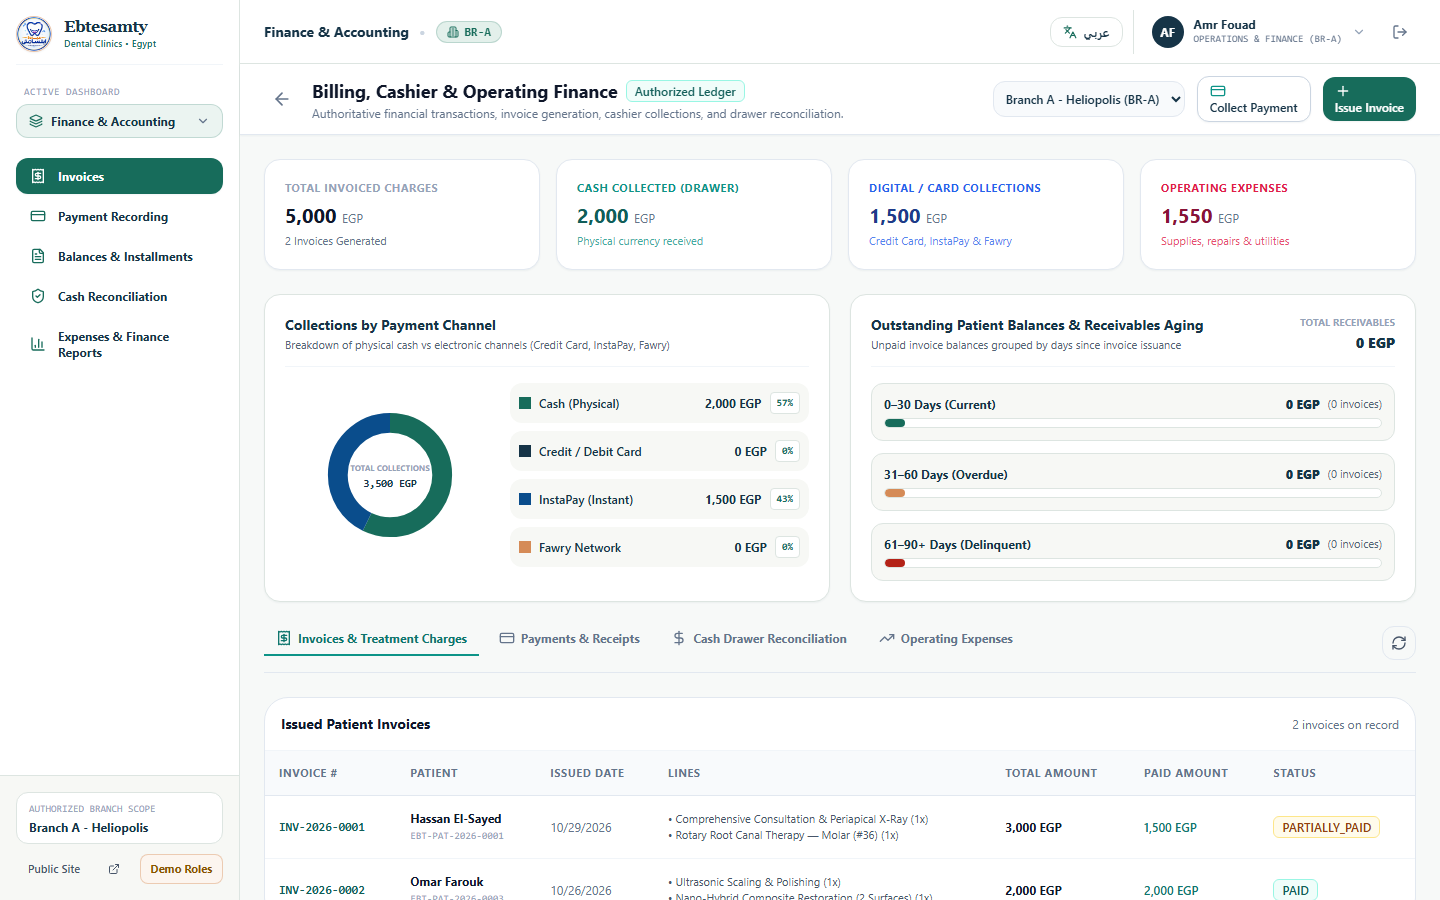 Ebtesamty
Dental Clinics • Egypt
ACTIVE DASHBOARD
Finance & Accounting
Invoices
Payment Recording
Balances & Installments
Cash Reconciliation
Expenses & Finance
Reports
AUTHORIZED BRANCH SCOPE
Branch A - Heliopolis
Public Site
Demo Roles
Finance & Accounting
BR-A
عربي
AF
Amr Fouad
OPERATIONS & FINANCE (BR-A)
Billing, Cashier & Operating Finance
Authorized Ledger
Authoritative financial transactions, invoice generation, cashier collections, and drawer reconciliation.
Branch A - Heliopolis (BR-A)
Collect Payment
Issue Invoice
TOTAL INVOICED CHARGES
5,000 EGP
2 Invoices Generated
CASH COLLECTED (DRAWER)
2,000 EGP
Physical currency received
DIGITAL / CARD COLLECTIONS
1,500 EGP
Credit Card, InstaPay & Fawry
OPERATING EXPENSES
1,550 EGP
Supplies, repairs & utilities
Collections by Payment Channel
Breakdown of physical cash vs electronic channels (Credit Card, InstaPay, Fawry)
TOTAL COLLECTIONS
3,500 EGP
Cash (Physical) 2,000 EGP 57%
Credit / Debit Card 0 EGP 0%
InstaPay (Instant) 1,500 EGP 43%
Fawry Network 0 EGP 0%
Outstanding Patient Balances & Receivables Aging
Unpaid invoice balances grouped by days since invoice issuance
TOTAL RECEIVABLES
0 EGP
0–30 Days (Current) 0 EGP (0 invoices)
31–60 Days (Overdue) 0 EGP (0 invoices)
61–90+ Days (Delinquent) 0 EGP (0 invoices)
Invoices & Treatment Charges
Payments & Receipts
Cash Drawer Reconciliation
Operating Expenses
Issued Patient Invoices
2 invoices on record
INVOICE # PATIENT ISSUED DATE LINES TOTAL AMOUNT PAID AMOUNT STATUS
INV-2026-0001
Hassan El-Sayed
EBT-PAT-2026-0001
10/29/2026
• Comprehensive Consultation & Periapical X-Ray (1x)
• Rotary Root Canal Therapy — Molar (#36) (1x)
3,000 EGP
1,500 EGP
PARTIALLY_PAID
INV-2026-0002
Omar Farouk
EBT-PAT-2026-0003
10/26/2026
• Ultrasonic Scaling & Polishing (1x)
• Nano-Hybrid Composite Restoration (2 Surfaces) (1x)
2,000 EGP
2,000 EGP
PAID